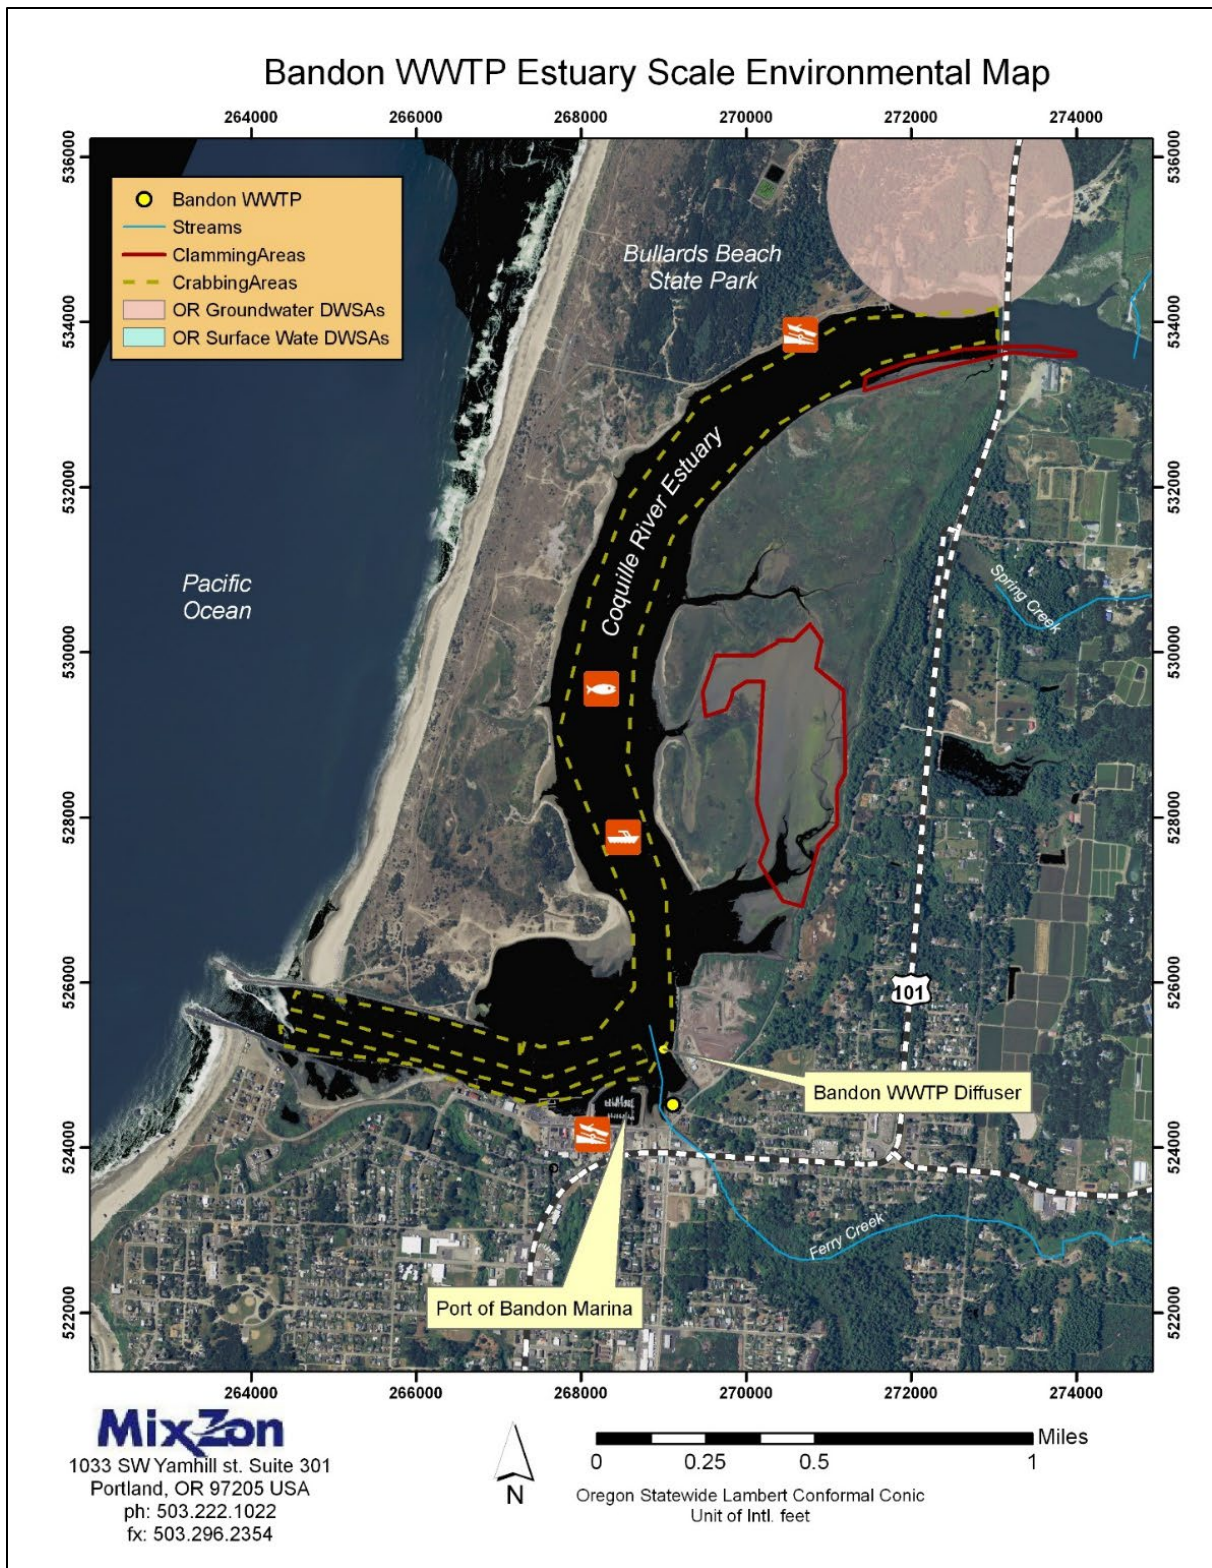 Bandon WWTP Estuary Scale Environmental Map
264000 266000 268000 270000 272000 274000
536000
534000
532000
530000
528000
526000
524000
522000
Bandon WWTP
Streams
ClammingAreas
CrabbingAreas
OR Groundwater DWSAs
OR Surface Wate DWSAs
Bullards Beach
State Park
Coquille River Estuary
Pacific
Ocean
Spring Creek
101
Bandon WWTP Diffuser
Ferry Creek
Port of Bandon Marina
536000
534000
532000
530000
528000
526000
524000
522000
264000 266000 268000 270000 272000 274000
MixZon
1033 SW Yamhill st. Suite 301
Portland, OR 97205 USA
ph: 503.222.1022
fx: 503.296.2354
N
Miles
0 0.25 0.5 1
Oregon Statewide Lambert Conformal Conic
Unit of Intl. feet